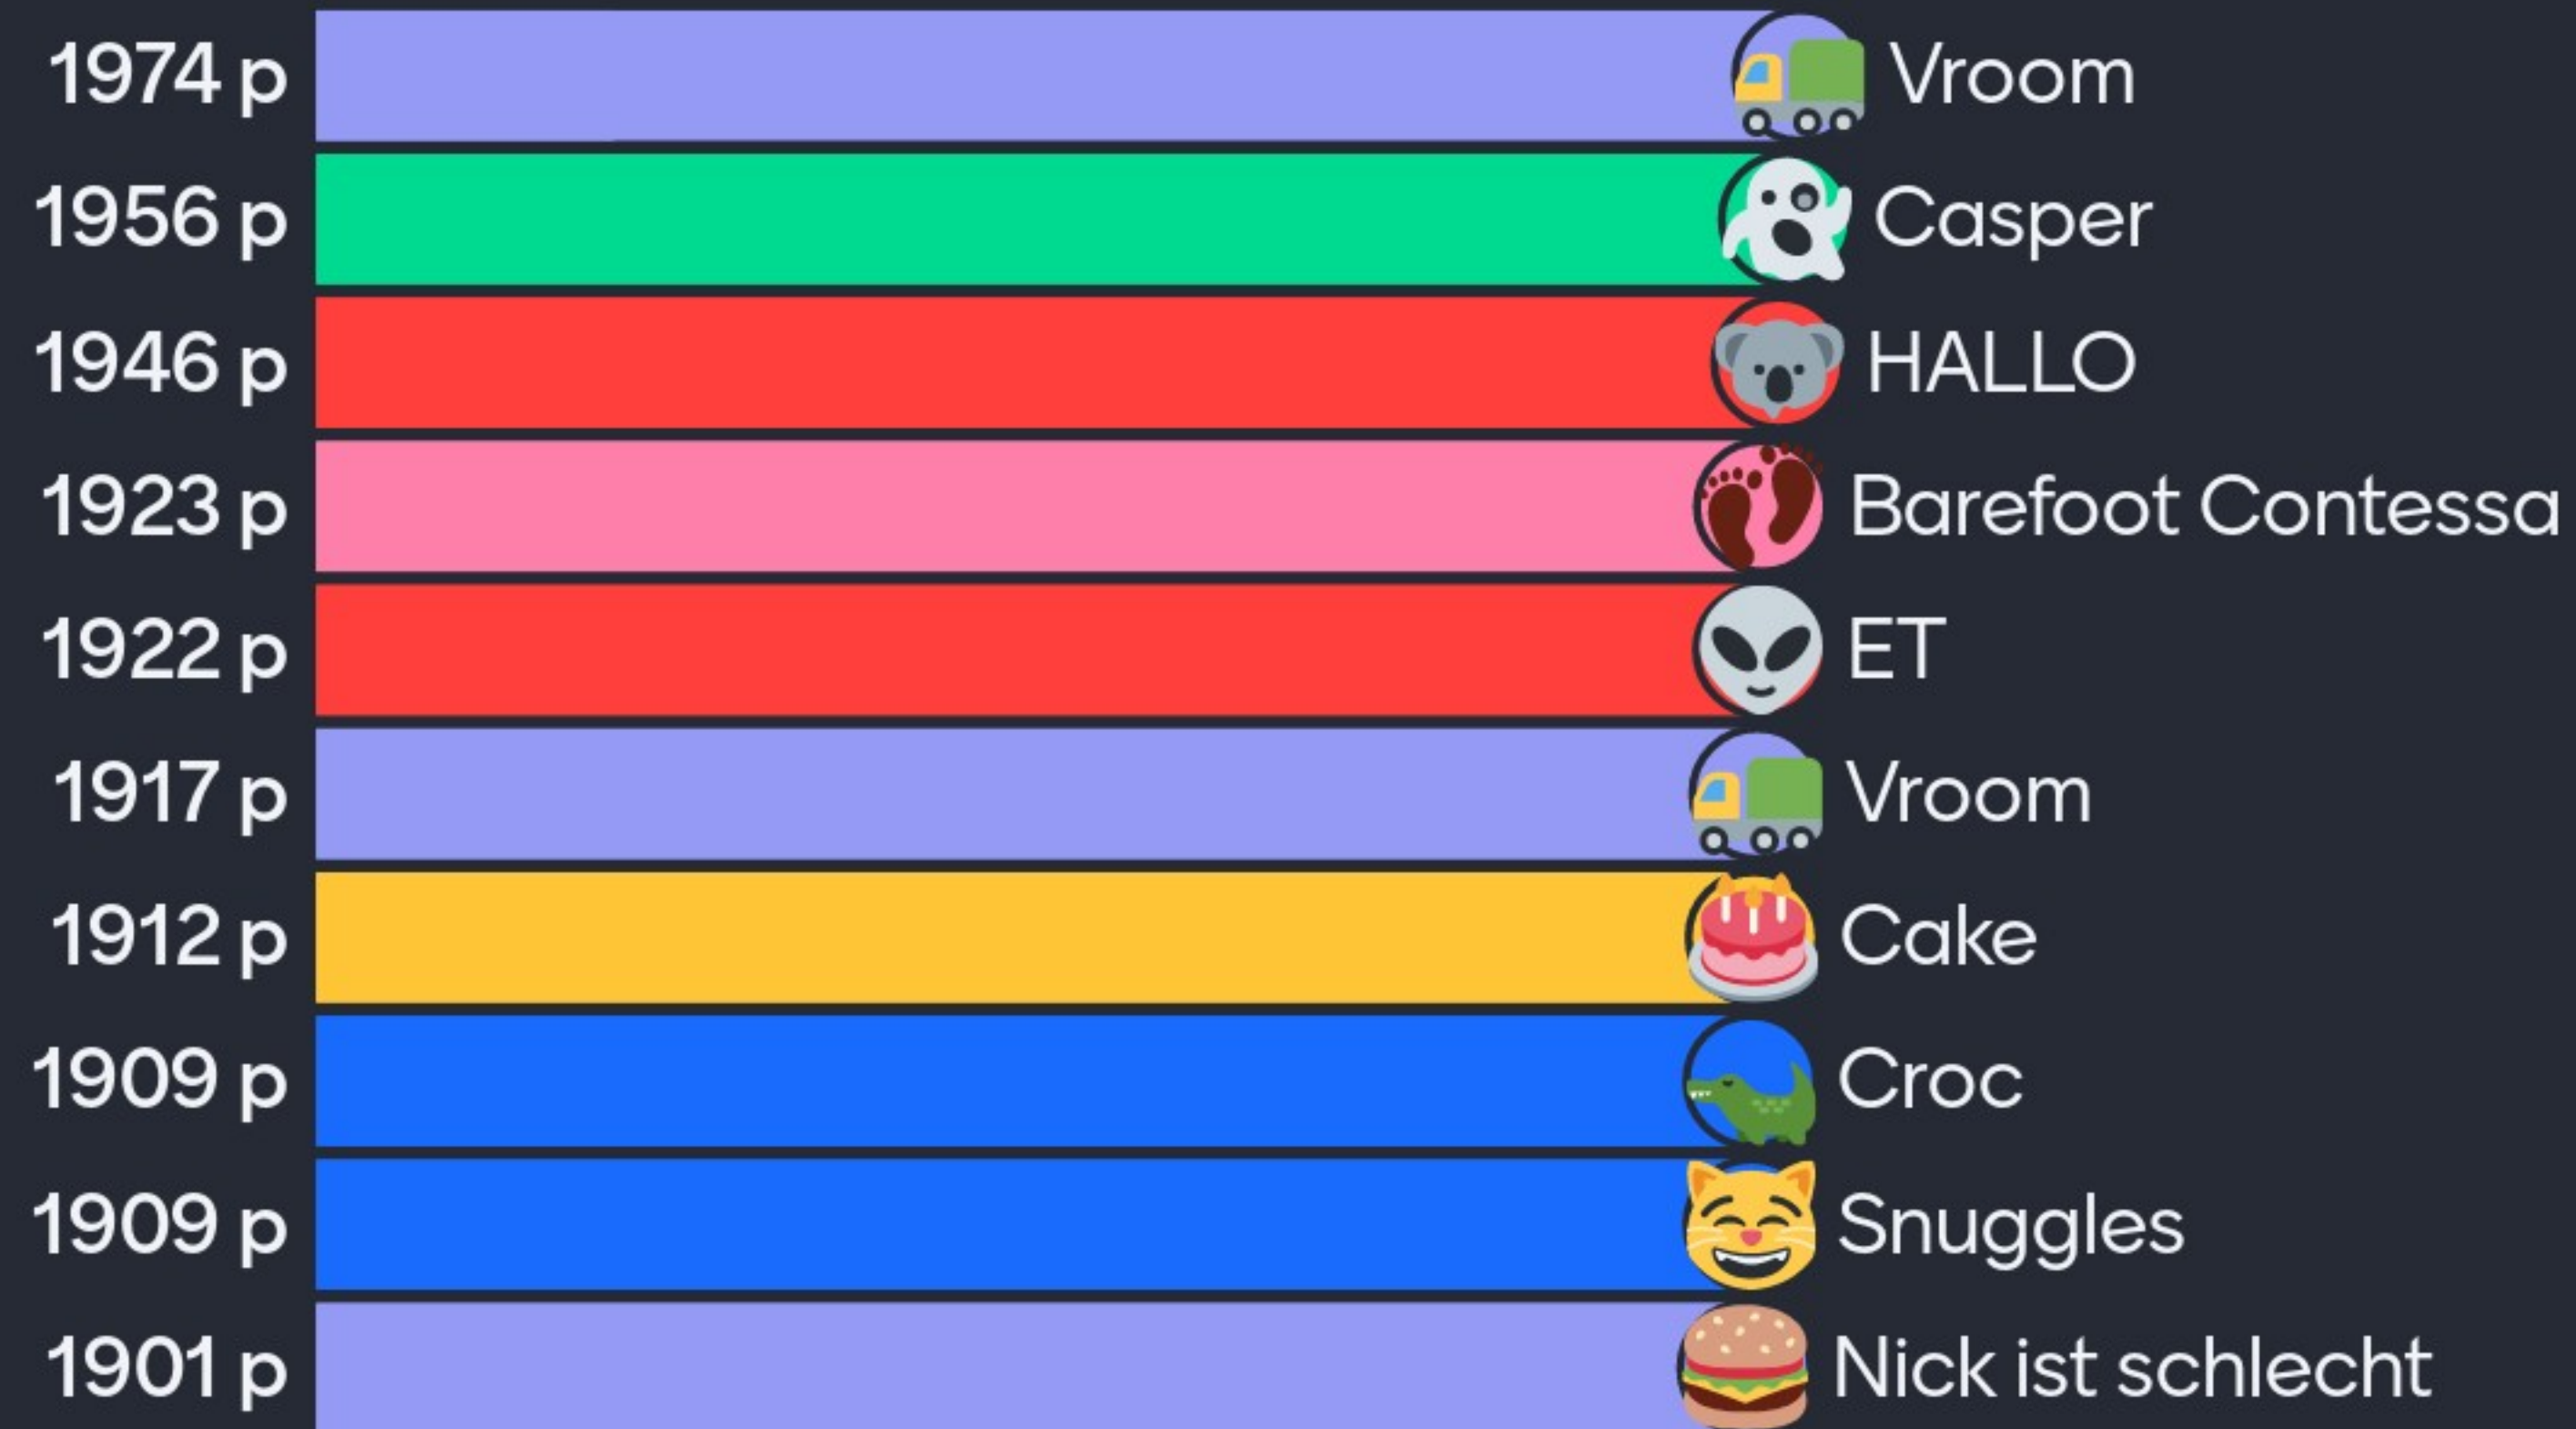 1974 p Vroom
1956 p Casper
1946 p HALLO
1923 p Barefoot Contessa
1922 p ET
1917 p Vroom
1912 p Cake
1909 p Croc
1909 p Snuggles
1901 p Nick ist schlecht